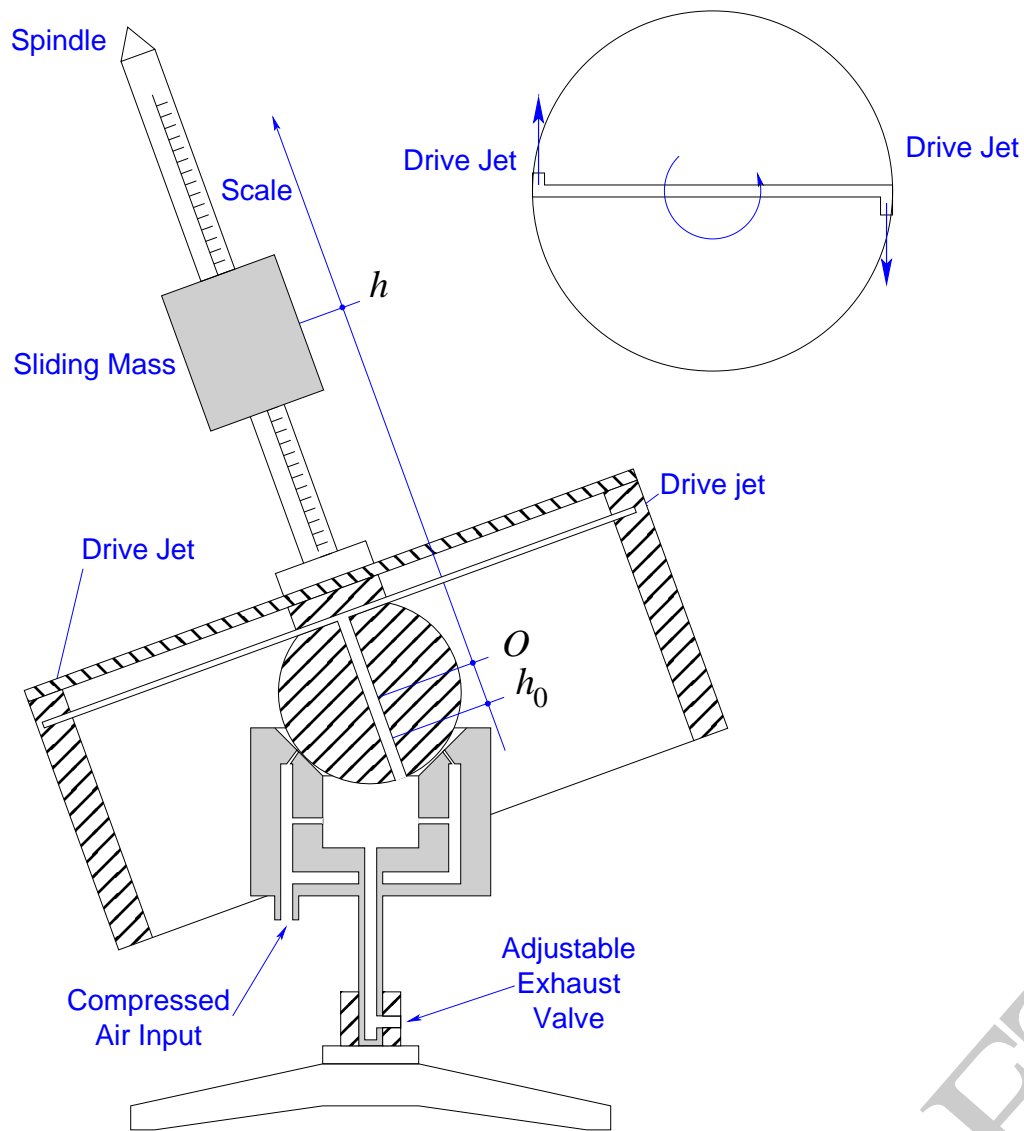 Spindle
Drive Jet
Drive Jet
Scale
h
Sliding Mass
Drive jet
Drive Jet
O
h₀
Adjustable
Exhaust
Valve
Compressed
Air Input